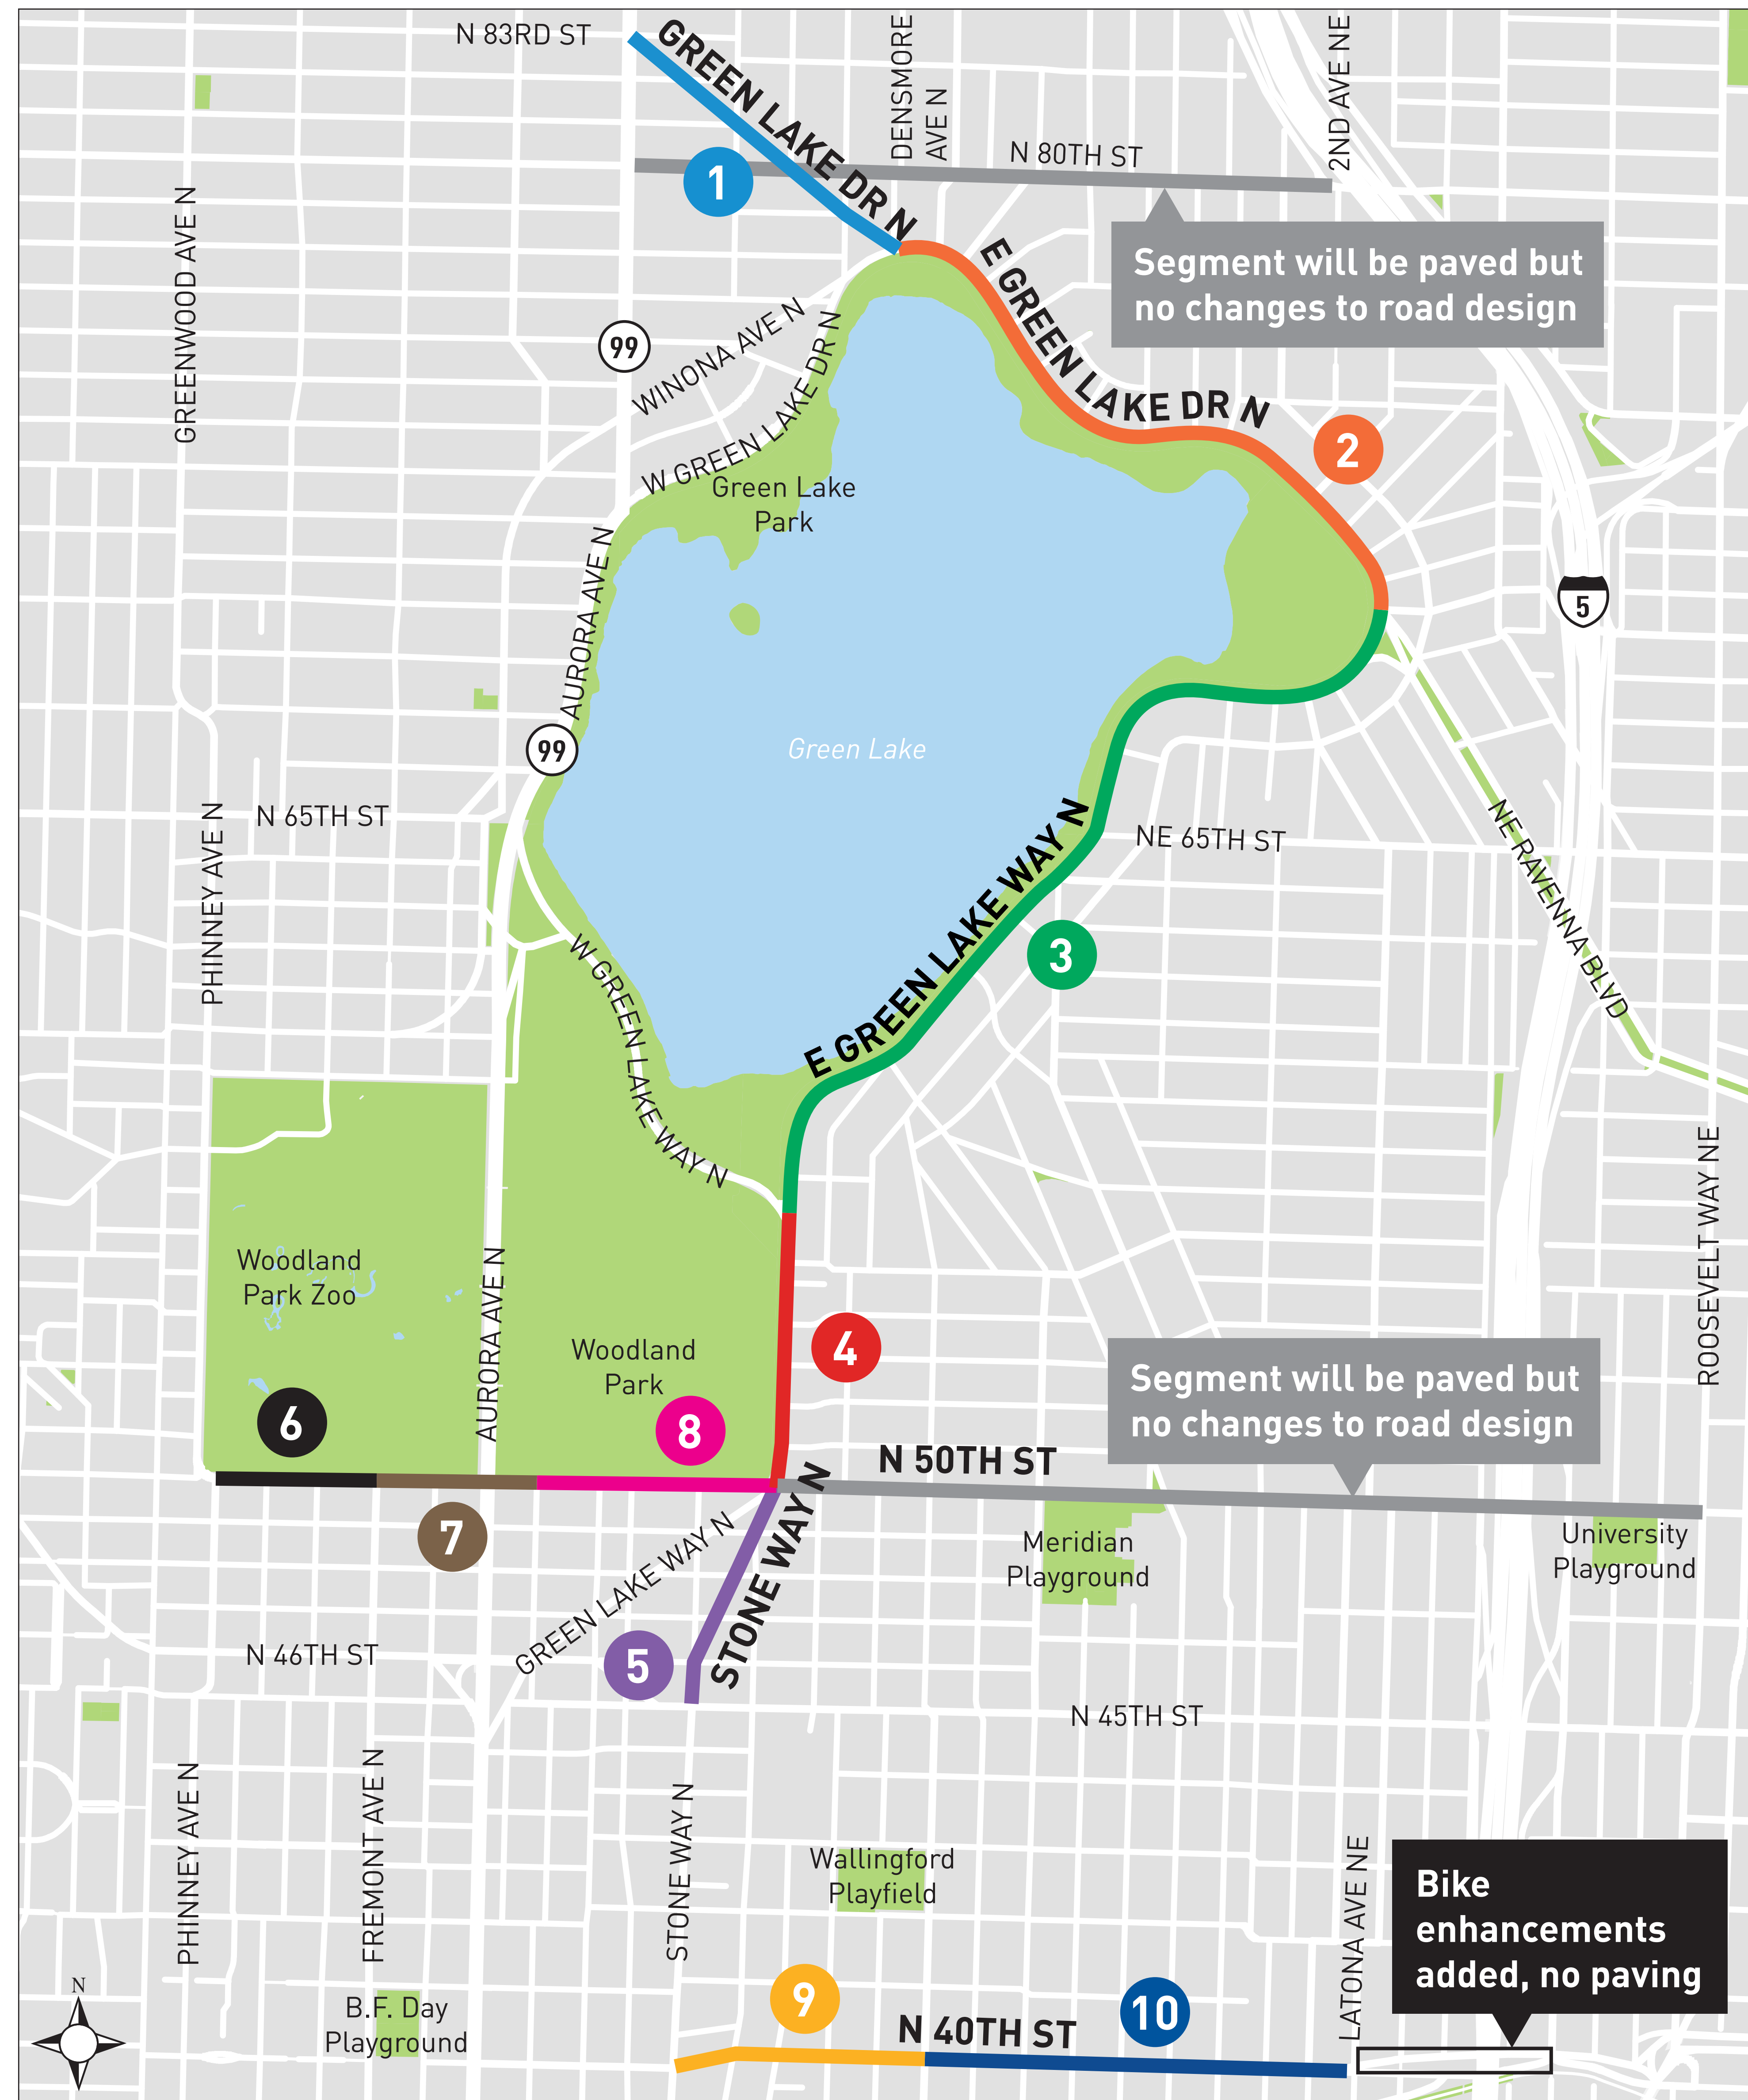 N 83RD ST
GREEN LAKE DR N
DENSMORE
AVE N
2ND AVE NE
N 80TH ST
1
Segment will be paved but
no changes to road design
E GREEN LAKE DR N
GREENWOOD AVE N
99
WINONA AVE N
W GREEN LAKE DR N
2
Green Lake
Park
AURORA AVE N
5
99
Green Lake
N 65TH ST
PHINNEY AVE N
NE 65TH ST
NE RAVENNA BLVD
E GREEN LAKE WAY N
3
W GREEN LAKE WAY N
ROOSEVELT WAY NE
Woodland
Park Zoo
AURORA AVE N
Woodland
Park
4
Segment will be paved but
no changes to road design
6
8
N 50TH ST
7
GREEN LAKE WAY N
STONE WAY N
Meridian
Playground
University
Playground
N 46TH ST
5
N 45TH ST
PHINNEY AVE N
FREMONT AVE N
STONE WAY N
Wallingford
Playfield
LATONA AVE NE
Bike
enhancements
added, no paving
N
B.F. Day
Playground
9
N 40TH ST
10